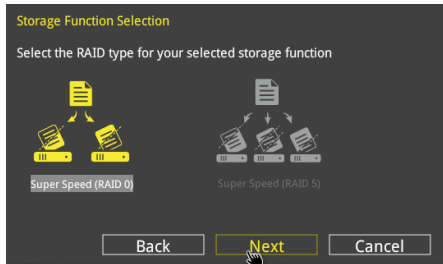 Storage Function Selection
Select the RAID type for your selected storage function
Super Speed (RAID 0)
Super Speed (RAID 5)
Back
Next
Cancel